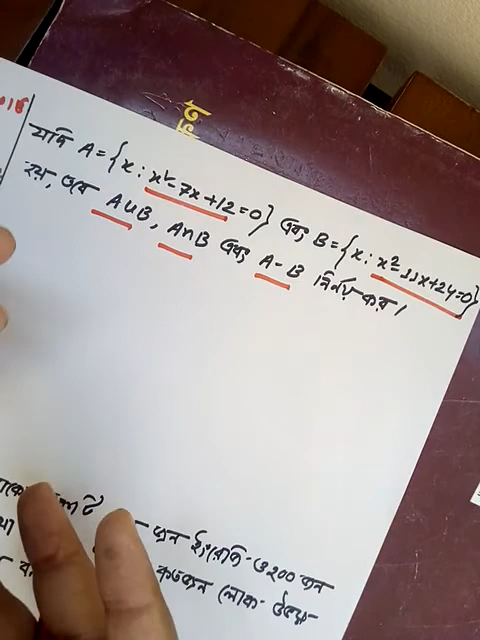 যদি A={x: x²-7x+12=0} এবং B={x: x²-11x+24=0}
হয়, তবে A∪B, A∩B এবং A-B নির্ণয় কর।
জন ইংরেজি-ও ২০০ জন
কতজন লোক-